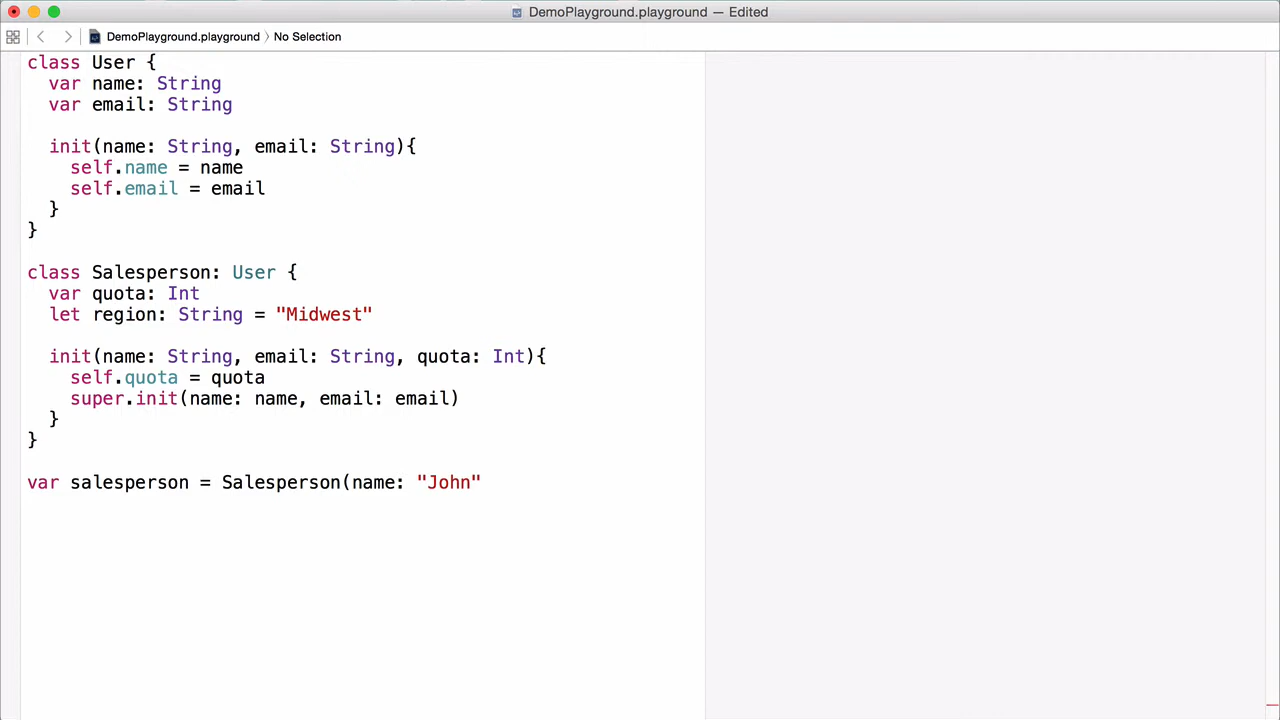 DemoPlayground.playground — Edited
DemoPlayground.playground 〉No Selection
class User {
  var name: String
  var email: String

  init(name: String, email: String){
    self.name = name
    self.email = email
  }
}

class Salesperson: User {
  var quota: Int
  let region: String = "Midwest"

  init(name: String, email: String, quota: Int){
    self.quota = quota
    super.init(name: name, email: email)
  }
}

var salesperson = Salesperson(name: "John"